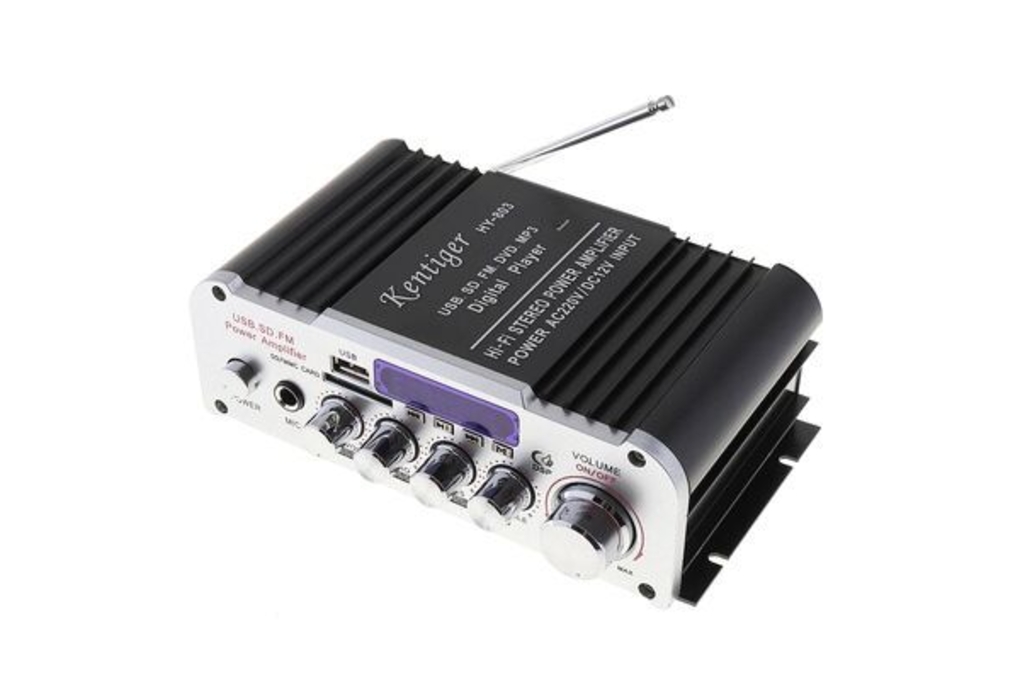 Kentiger HY-803
USB. SD FM. DVD. MP3
Digital Player
Hi-Fi STEREO POWER AMPLIFIER
POWER AC220V/DC12V INPUT
USB.SD.FM
Power Amplifier
SD/MMC CARD
USB
MIC
DSP
VOLUME
ON/OFF
MAX